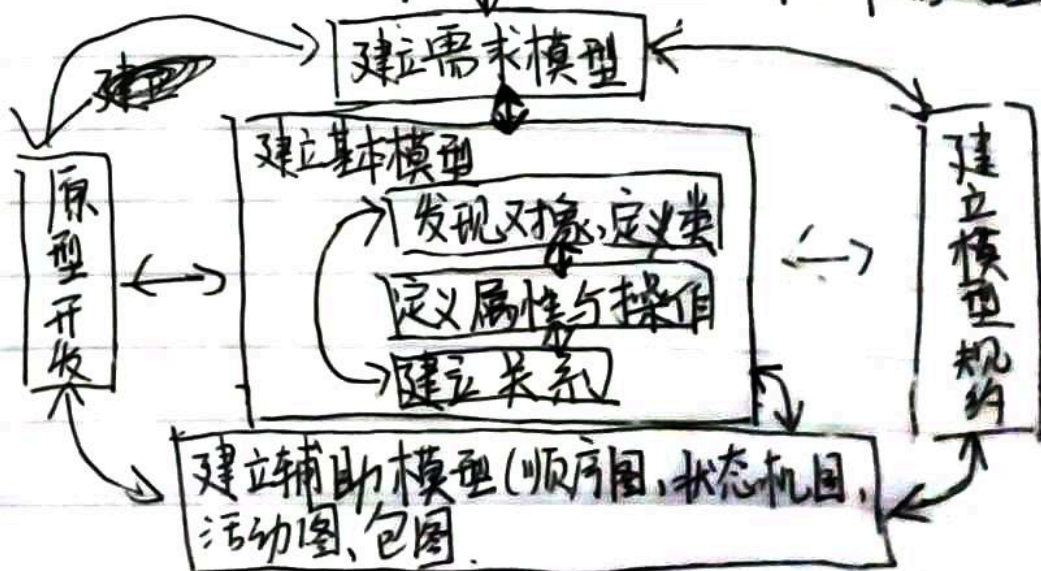 建立需求模型
建立基本模型
发现对象,定义类
定义属性与操作
建立关系
原型开发
建立模型规约
建立辅助模型(顺序图,状态机图,
活动图、包图.